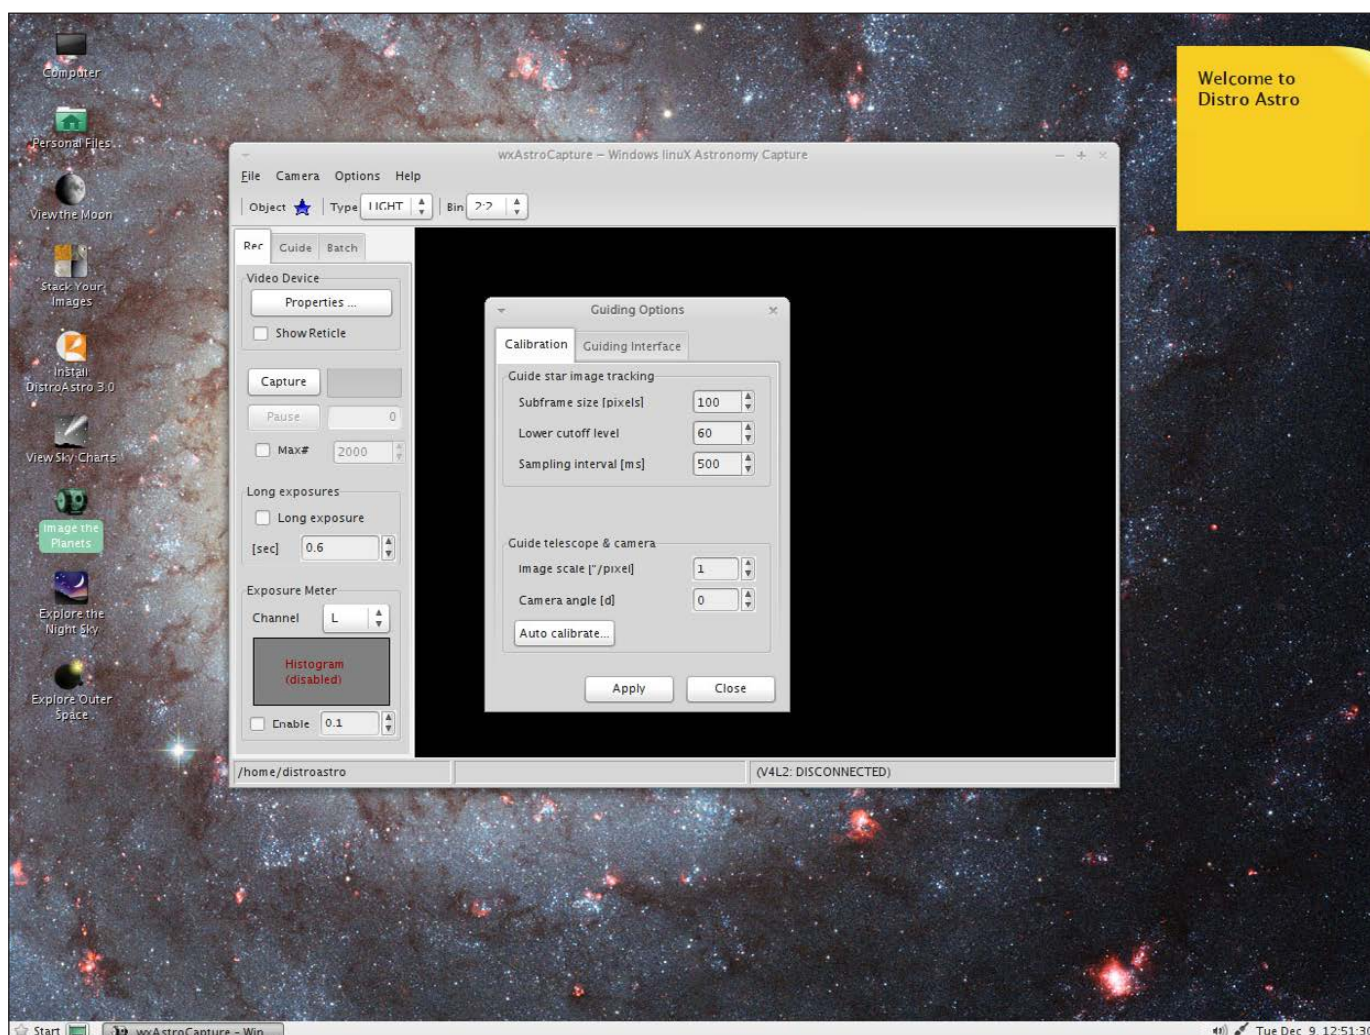 Computer
Personal Files
View the Moon
Stack Your
Images
Install
DistroAstro 3.0
View Sky Charts
Image the
Planets
Explore the
Night Sky
Explore Outer
Space
Welcome to
Distro Astro
wxAstroCapture – Windows linuX Astronomy Capture
File Camera Options Help
Object Type LIGHT Bin 2:2
Rec Guide Batch
Video Device
Properties ...
Show Reticle
Capture
Pause 0
Max# 2000
Long exposures
Long exposure
[sec] 0.6
Exposure Meter
Channel L
Histogram
(disabled)
Enable 0.1
Guiding Options
Calibration Guiding Interface
Guide star image tracking
Subframe size [pixels] 100
Lower cutoff level 60
Sampling interval [ms] 500
Guide telescope & camera
Image scale ["/pixel] 1
Camera angle [d] 0
Auto calibrate...
Apply Close
/home/distroastro (V4L2: DISCONNECTED)
Start wxAstroCapture - Win... Tue Dec 9, 12:51:30